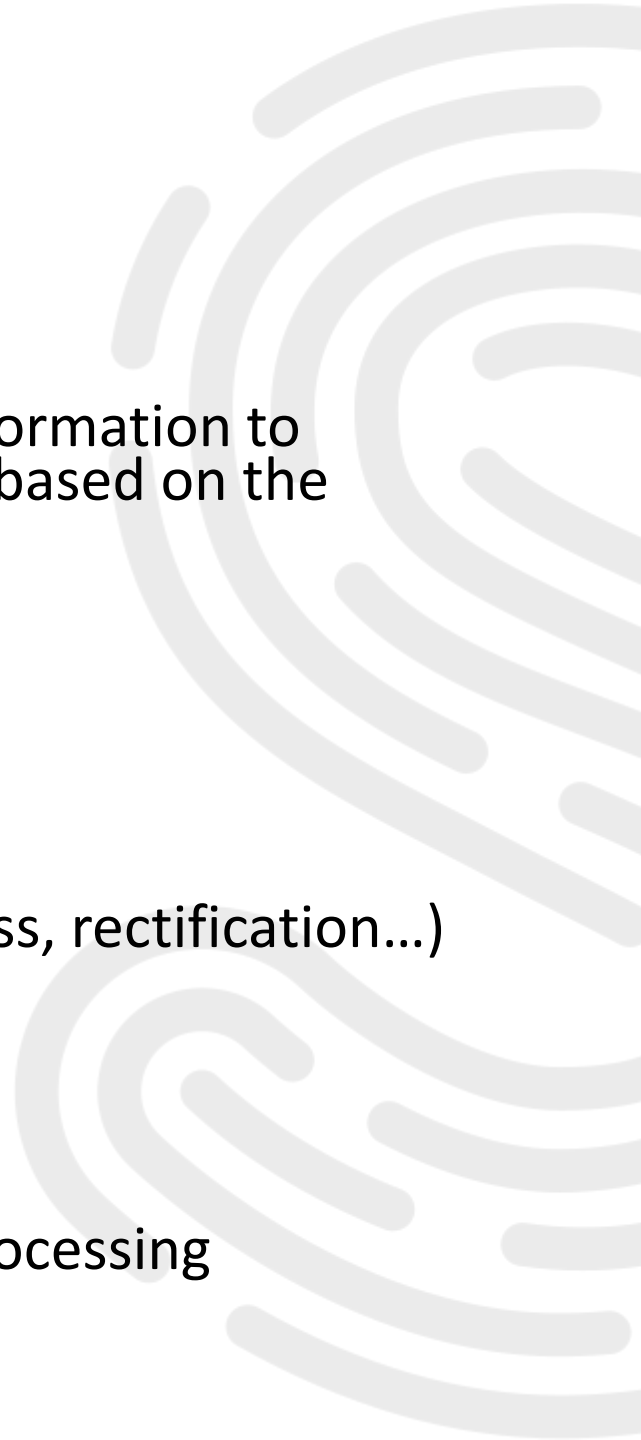 ormation to
based on the
ss, rectification…)
ocessing